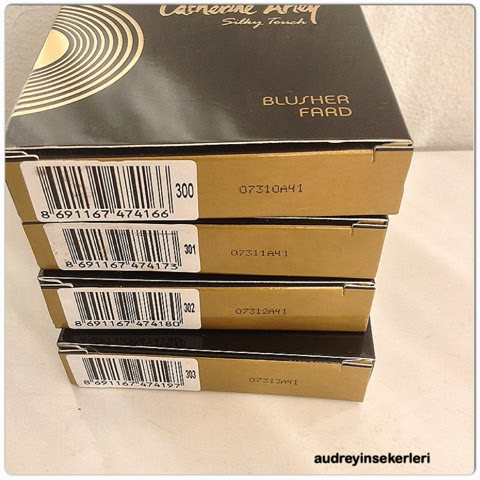 Catherine Arley
Silky Touch
BLUSHER
FARD
300
07310A41
8 691167 474166
301
07311A41
8 691167 474173
302
07312A41
8 691167 474180
303
07313A41
8 691167 474197
audreyinsekerleri